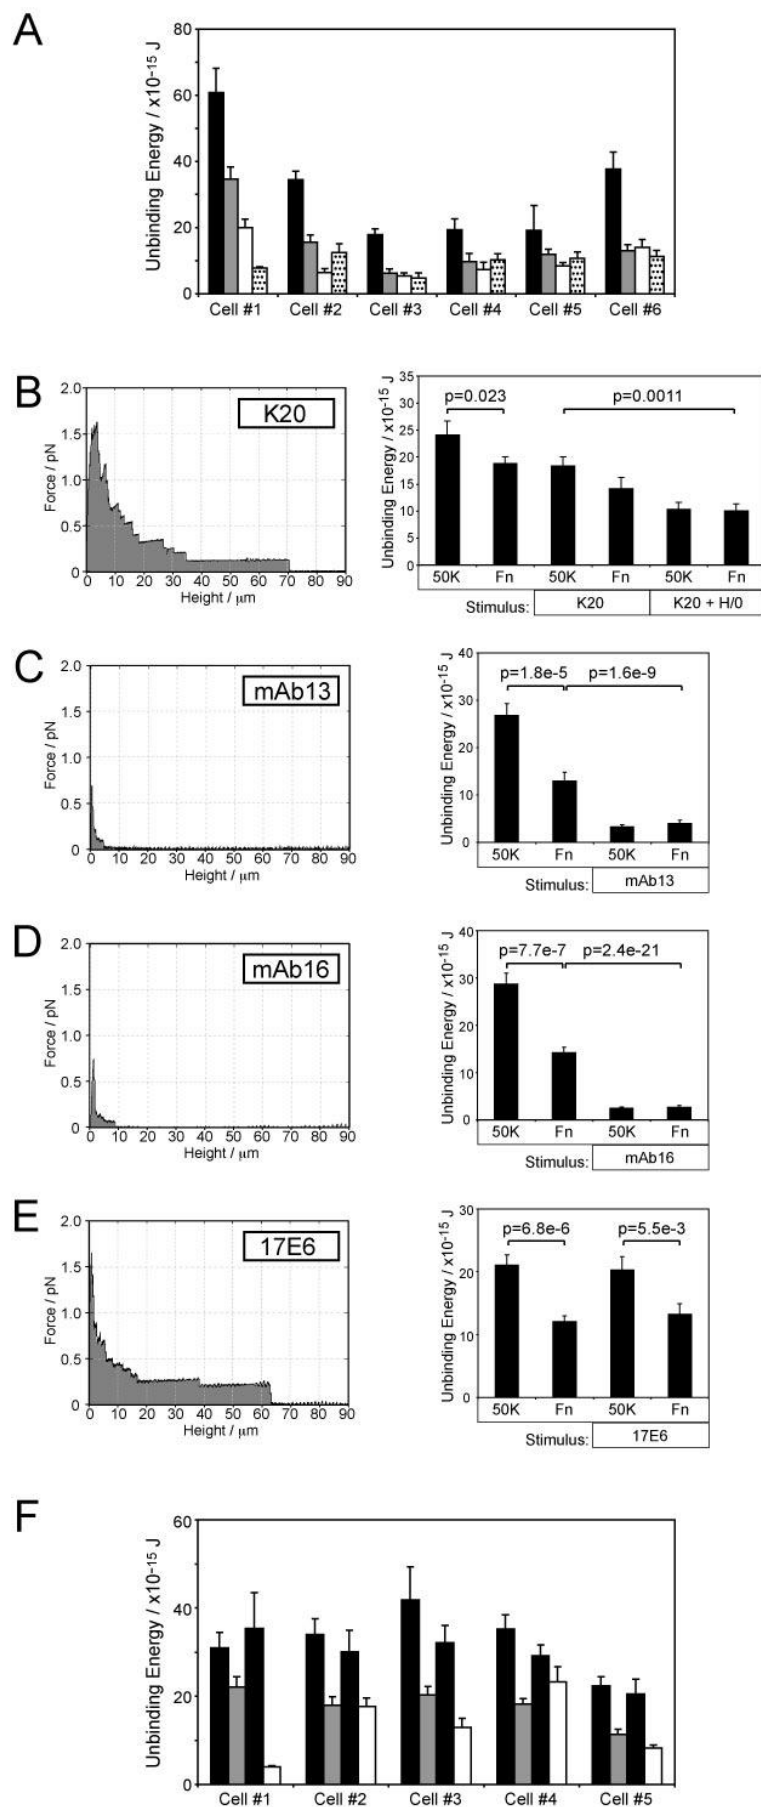 A
Unbinding Energy / x10⁻¹⁵ J
80
60
40
20
0
Cell #1 Cell #2 Cell #3 Cell #4 Cell #5 Cell #6
B
Force / pN
2.0
1.5
1.0
0.5
0
K20
0 10 20 30 40 50 60 70 80 90
Height / μm
Unbinding Energy / x10⁻¹⁵ J
35
30
25
20
15
10
5
0
p=0.023 p=0.0011
50K Fn 50K Fn 50K Fn
Stimulus: K20 K20 + H/0
C
Force / pN
2.0
1.5
1.0
0.5
0
mAb13
0 10 20 30 40 50 60 70 80 90
Height / μm
Unbinding Energy / x10⁻¹⁵ J
40
30
20
10
0
p=1.8e-5 p=1.6e-9
50K Fn 50K Fn
Stimulus: mAb13
D
Force / pN
2.0
1.5
1.0
0.5
0
mAb16
0 10 20 30 40 50 60 70 80 90
Height / μm
Unbinding Energy / x10⁻¹⁵ J
40
30
20
10
0
p=7.7e-7 p=2.4e-21
50K Fn 50K Fn
Stimulus: mAb16
E
Force / pN
2.0
1.5
1.0
0.5
0
17E6
0 10 20 30 40 50 60 70 80 90
Height / μm
Unbinding Energy / x10⁻¹⁵ J
30
20
10
0
p=6.8e-6 p=5.5e-3
50K Fn 50K Fn
Stimulus: 17E6
F
Unbinding Energy / x10⁻¹⁵ J
60
40
20
0
Cell #1 Cell #2 Cell #3 Cell #4 Cell #5